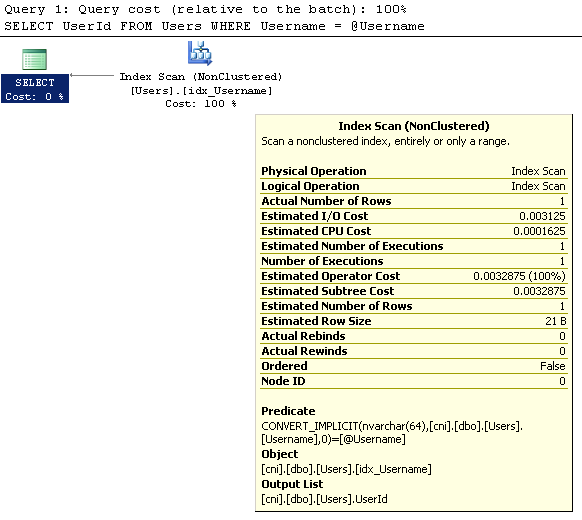 Query 1: Query cost (relative to the batch): 100%
SELECT UserId FROM Users WHERE Username = @Username
SELECT
Cost: 0 %
Index Scan (NonClustered)
[Users].[idx_Username]
Cost: 100 %
Index Scan (NonClustered)
Scan a nonclustered index, entirely or only a range.
Physical Operation Index Scan
Logical Operation Index Scan
Actual Number of Rows 1
Estimated I/O Cost 0.003125
Estimated CPU Cost 0.0001625
Estimated Number of Executions 1
Number of Executions 1
Estimated Operator Cost 0.0032875 (100%)
Estimated Subtree Cost 0.0032875
Estimated Number of Rows 1
Estimated Row Size 21 B
Actual Rebinds 0
Actual Rewinds 0
Ordered False
Node ID 0
Predicate
CONVERT_IMPLICIT(nvarchar(64),[cni].[dbo].[Users].
[Username],0)=[@Username]
Object
[cni].[dbo].[Users].[idx_Username]
Output List
[cni].[dbo].[Users].UserId